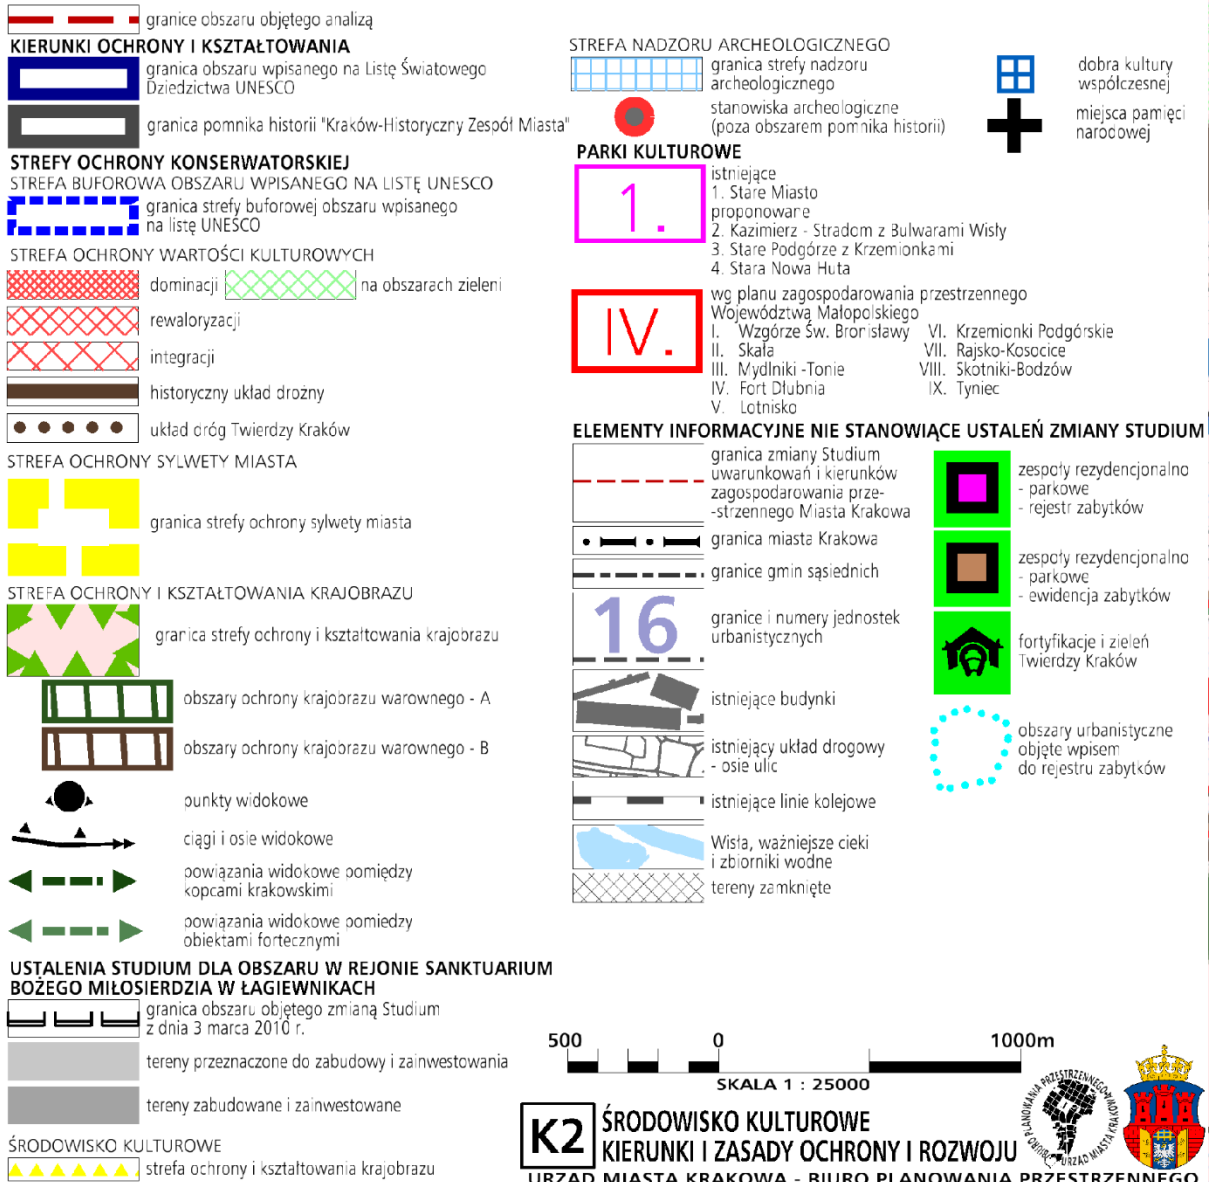 granice obszaru objętego analizą
KIERUNKI OCHRONY I KSZTAŁTOWANIA
granica obszaru wpisanego na Listę Światowego
Dziedzictwa UNESCO
granica pomnika historii "Kraków-Historyczny Zespół Miasta"
STREFY OCHRONY KONSERWATORSKIEJ
STREFA BUFOROWA OBSZARU WPISANEGO NA LISTĘ UNESCO
granica strefy buforowej obszaru wpisanego
na listę UNESCO
STREFA OCHRONY WARTOŚCI KULTUROWYCH
dominacji
na obszarach zieleni
rewaloryzacji
integracji
historyczny układ drożny
układ dróg Twierdzy Kraków
STREFA OCHRONY SYLWETY MIASTA
granica strefy ochrony sylwety miasta
STREFA OCHRONY I KSZTAŁTOWANIA KRAJOBRAZU
granica strefy ochrony i kształtowania krajobrazu
obszary ochrony krajobrazu warownego - A
obszary ochrony krajobrazu warownego - B
punkty widokowe
ciągi i osie widokowe
powiązania widokowe pomiędzy
kopcami krakowskimi
powiązania widokowe pomiedzy
obiektami fortecznymi
USTALENIA STUDIUM DLA OBSZARU W REJONIE SANKTUARIUM
BOŻEGO MIŁOSIERDZIA W ŁAGIEWNIKACH
granica obszaru objętego zmianą Studium
z dnia 3 marca 2010 r.
tereny przeznaczone do zabudowy i zainwestowania
tereny zabudowane i zainwestowane
ŚRODOWISKO KULTUROWE
strefa ochrony i kształtowania krajobrazu
STREFA NADZORU ARCHEOLOGICZNEGO
granica strefy nadzoru
archeologicznego
stanowiska archeologiczne
(poza obszarem pomnika historii)
dobra kultury
współczesnej
miejsca pamięci
narodowej
PARKI KULTUROWE
1.
istniejące
1. Stare Miasto
proponowane
2. Kazimierz - Stradom z Bulwarami Wisły
3. Stare Podgórze z Krzemionkami
4. Stara Nowa Huta
IV.
wg planu zagospodarowania przestrzennego
Województwa Małopolskiego
I. Wzgórze Św. Bronisławy VI. Krzemionki Podgórskie
II. Skała VII. Rajsko-Kosocice
III. Mydlniki -Tonie VIII. Skotniki-Bodzów
IV. Fort Dłubnia IX. Tyniec
V. Lotnisko
ELEMENTY INFORMACYJNE NIE STANOWIĄCE USTALEŃ ZMIANY STUDIUM
granica zmiany Studium
uwarunkowań i kierunków
zagospodarowania prze-
-strzennego Miasta Krakowa
granica miasta Krakowa
granice gmin sąsiednich
16
granice i numery jednostek
urbanistycznych
istniejące budynki
istniejący układ drogowy
- osie ulic
istniejące linie kolejowe
Wisła, ważniejsze cieki
i zbiorniki wodne
tereny zamknięte
zespoły rezydencjonalno
- parkowe
- rejestr zabytków
zespoły rezydencjonalno
- parkowe
- ewidencja zabytków
fortyfikacje i zieleń
Twierdzy Kraków
obszary urbanistyczne
objęte wpisem
do rejestru zabytków
500 0 1000m
SKALA 1 : 25000
K2
ŚRODOWISKO KULTUROWE
KIERUNKI I ZASADY OCHRONY I ROZWOJU
BIURO PLANOWANIA PRZESTRZENNEGO
URZĄD MIASTA KRAKOWA
URZĄD MIASTA KRAKOWA - BIURO PLANOWANIA PRZESTRZENNEGO